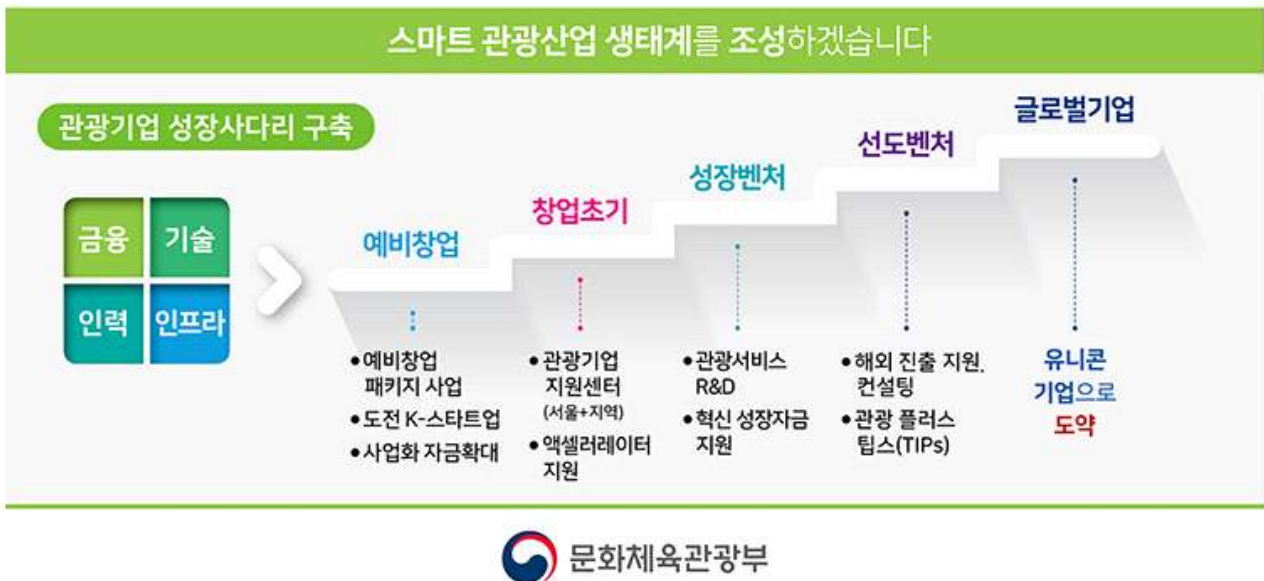 스마트 관광산업 생태계를 조성하겠습니다
관광기업 성장사다리 구축
금융 기술
인력 인프라
예비창업
• 예비창업
패키지 사업
• 도전 K-스타트업
• 사업화 자금확대
창업초기
• 관광기업
지원센터
(서울+지역)
• 액셀러레이터
지원
성장벤처
• 관광서비스
R&D
• 혁신 성장자금
지원
선도벤처
• 해외 진출 지원,
컨설팅
• 관광 플러스
팁스(TIPs)
글로벌기업
유니콘
기업으로
도약
문화체육관광부